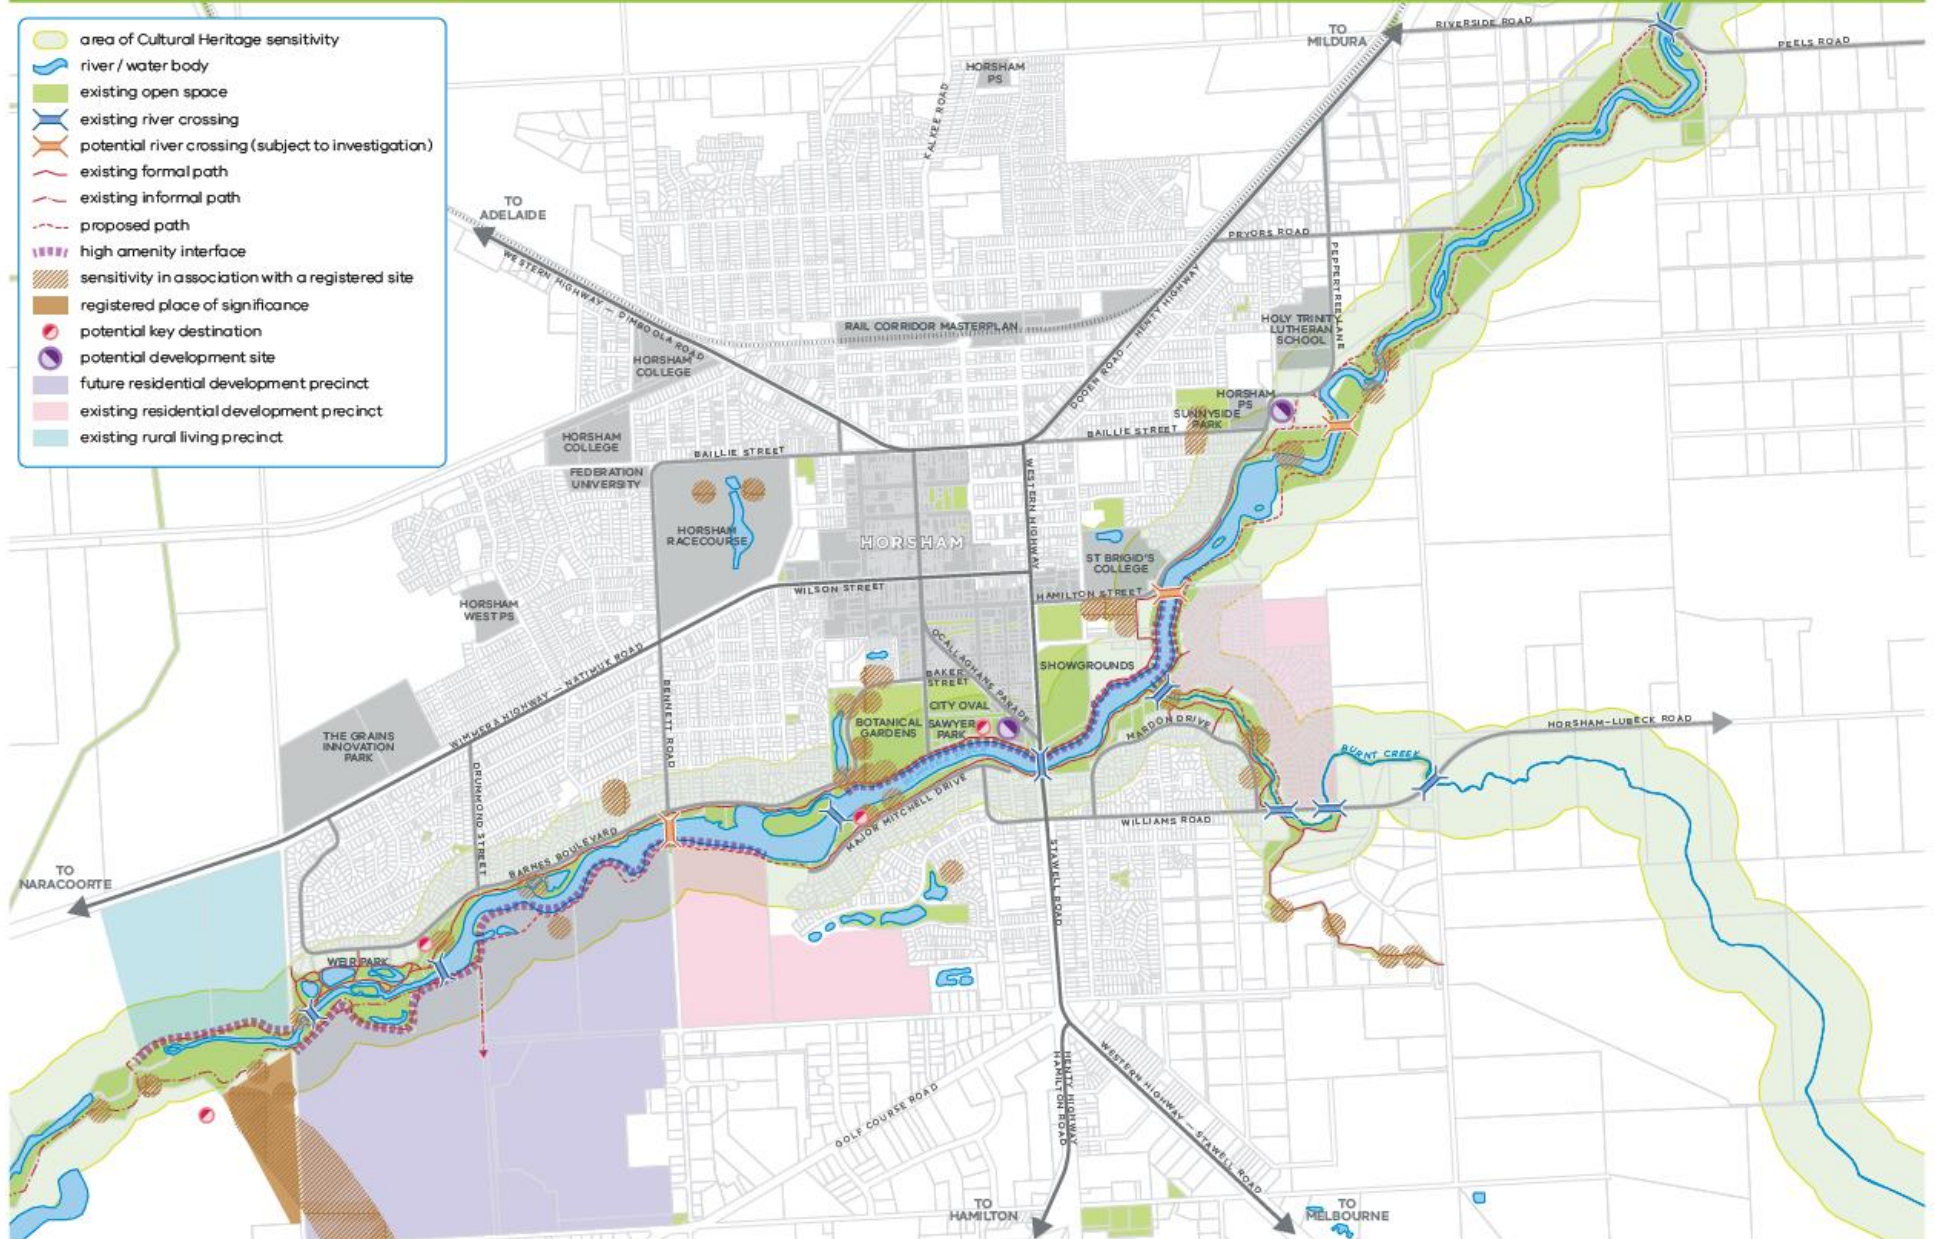 area of Cultural Heritage sensitivity
river / water body
existing open space
existing river crossing
potential river crossing (subject to investigation)
existing formal path
existing informal path
proposed path
high amenity interface
sensitivity in association with a registered site
registered place of significance
potential key destination
potential development site
future residential development precinct
existing residential development precinct
existing rural living precinct
TO
MILDURA
RIVERSIDE ROAD
PEELS ROAD
HORSHAM
PS
KALKEE ROAD
TO
ADELAIDE
WESTERN HIGHWAY — DIMBOOLA ROAD
PRYORS ROAD
PEPPERTREE LANE
DOOEN ROAD — HENTY HIGHWAY
RAIL CORRIDOR MASTERPLAN
HOLY TRINITY
LUTHERAN
SCHOOL
HORSHAM
COLLEGE
HORSHAM
PS
SUNNYSIDE
PARK
BAILLIE STREET
HORSHAM
COLLEGE
BAILLIE STREET
FEDERATION
UNIVERSITY
WESTERN HIGHWAY
HORSHAM
RACECOURSE
HORSHAM
ST BRIGID'S
COLLEGE
WILSON STREET
HAMILTON STREET
HORSHAM
WEST PS
OCALLAGHANS PARADE
BAKER
STREET
SHOWGROUNDS
WIMMERA HIGHWAY — NATIMUK ROAD
BENNETT ROAD
CITY OVAL
BOTANICAL
GARDENS
SAWYER
PARK
MARDON DRIVE
HORSHAM–LUBECK ROAD
THE GRAINS
INNOVATION
PARK
BURNT CREEK
DRUMMOND STREET
MAJOR MITCHELL DRIVE
WILLIAMS ROAD
BARNES BOULEVARD
STAWELL ROAD
TO
NARACOORTE
WEIR PARK
GOLF COURSE ROAD
HENTY HIGHWAY
HAMILTON ROAD
WESTERN HIGHWAY — STAWELL ROAD
TO
HAMILTON
TO
MELBOURNE